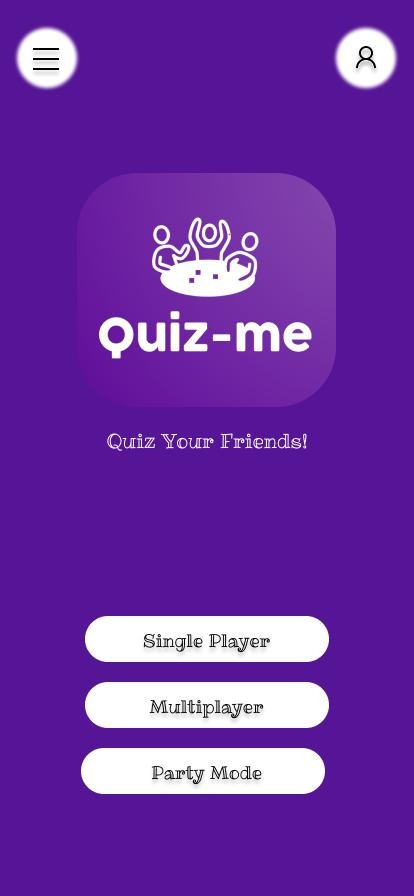 Quiz-me
Quiz Your Friends!
Single Player
Multiplayer
Party Mode